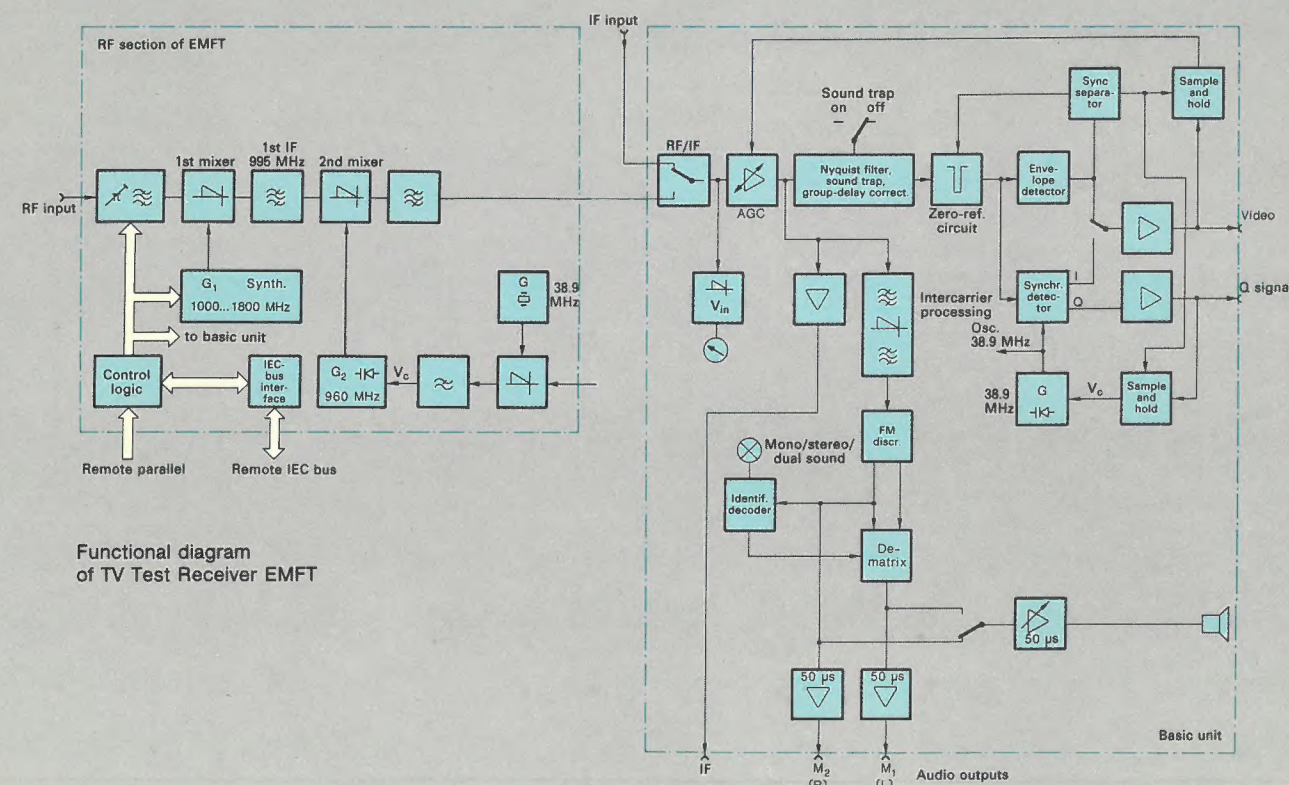 IF input
RF section of EMFT
Sync
separa-
tor
Sample
and
hold
Sound trap
on off
1st mixer
1st IF
995 MHz
2nd mixer
RF/IF
Nyquist filter,
sound trap,
group-delay correct.
Enve-
lope
detector
RF input
AGC
Zero-ref.
circuit
Video
G1 Synth.
1000...1800 MHz
G
38.9
MHz
Vin
Intercarrier
processing
Synchr.
detec-
tor
I
Q
Q signa
Osc.
38.9 MHz
to basic unit
Control
logic
IEC-
bus
inter-
face
G2
960 MHz
Vc
38.9
MHz
G
Vc
Sample
and
hold
FM
discr.
Remote parallel
Remote IEC bus
Mono/stereo/
dual sound
Identif.
decoder
De-
matrix
Functional diagram
of TV Test Receiver EMFT
50 µs
50 µs
50 µs
Basic unit
IF
M2
(R)
M1
(L)
Audio outputs